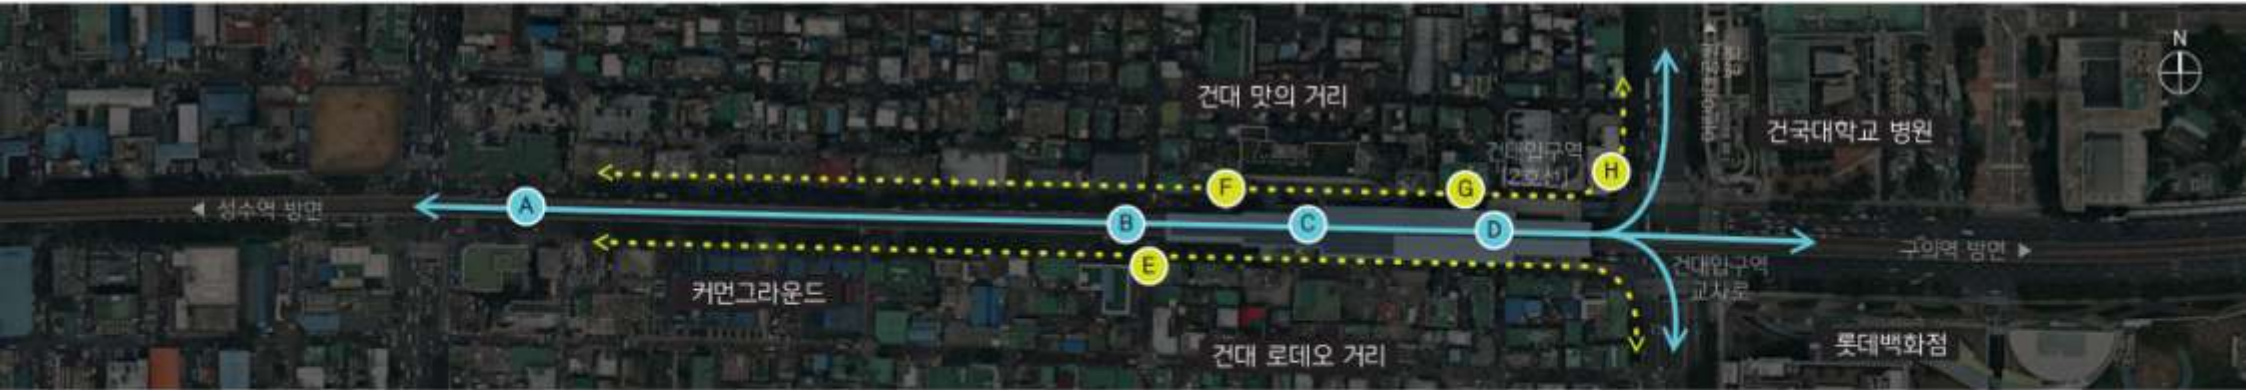 N
건대 맛의 거리
건국대학교 병원
건대입구역
[2호선]
H
F
G
A
◀ 성수역 방면
B
C
D
구의역 방면 ▶
E
건대입구역
교차로
커먼그라운드
건대 로데오 거리
롯데백화점